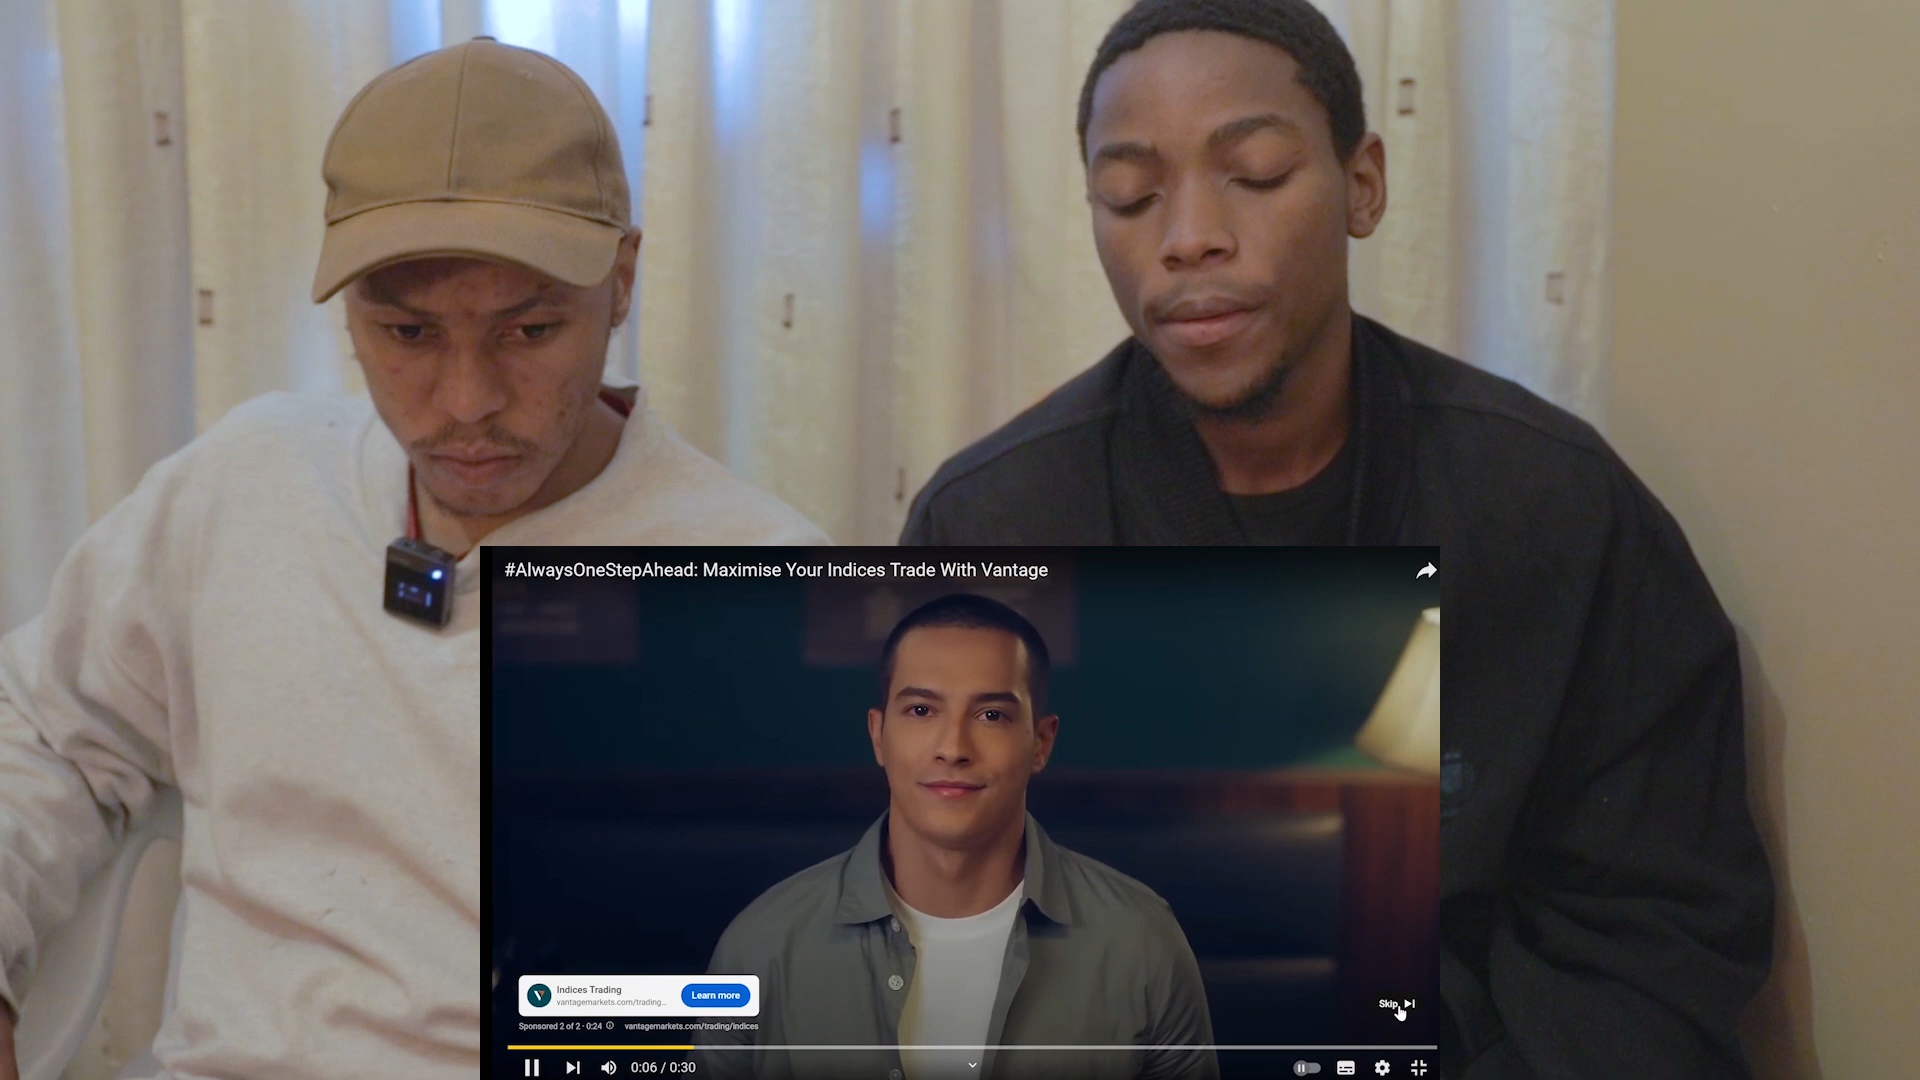 #AlwaysOneStepAhead: Maximise Your Indices Trade With Vantage
Indices Trading
vantagemarkets.com/trading...
Learn more
Skip
Sponsored 2 of 2 · 0:24
vantagemarkets.com/trading/indices
0:06 / 0:30